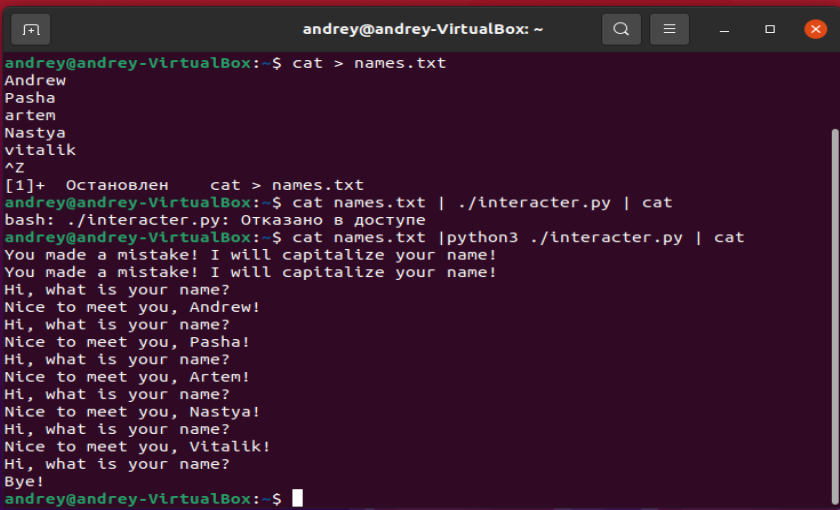 andrey@andrey-VirtualBox: ~
andrey@andrey-VirtualBox:~$ cat > names.txt
Andrew
Pasha
artem
Nastya
vitalik
^Z
[1]+  Остановлен    cat > names.txt
andrey@andrey-VirtualBox:~$ cat names.txt | ./interacter.py | cat
bash: ./interacter.py: Отказано в доступе
andrey@andrey-VirtualBox:~$ cat names.txt |python3 ./interacter.py | cat
You made a mistake! I will capitalize your name!
You made a mistake! I will capitalize your name!
Hi, what is your name?
Nice to meet you, Andrew!
Hi, what is your name?
Nice to meet you, Pasha!
Hi, what is your name?
Nice to meet you, Artem!
Hi, what is your name?
Nice to meet you, Nastya!
Hi, what is your name?
Nice to meet you, Vitalik!
Hi, what is your name?
Bye!
andrey@andrey-VirtualBox:~$